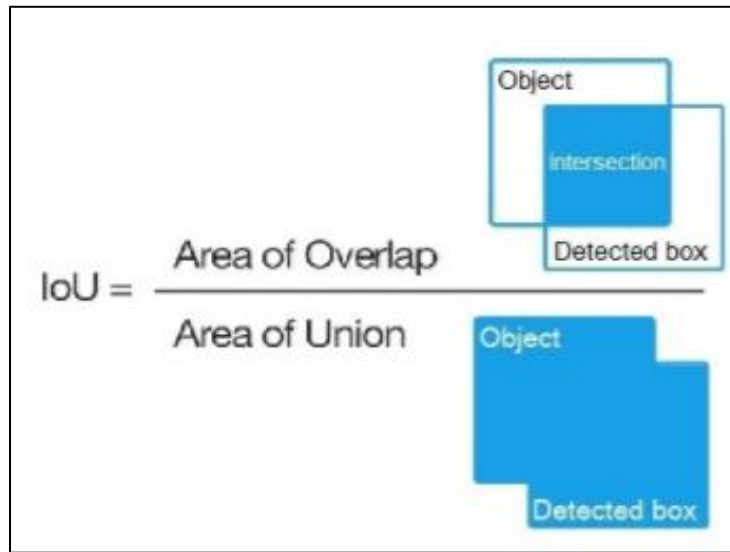 Object
intersection
Detected box
IoU =
Area of Overlap
Area of Union
Object
Detected box